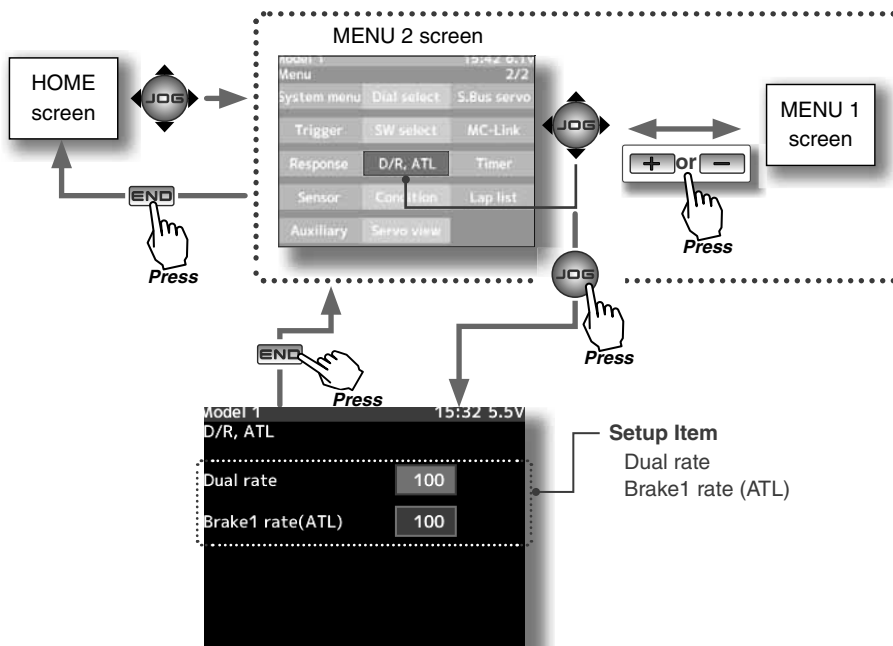 MENU 2 screen
HOME
screen
JOG
Model 1 15:42 6.1V
Menu 2/2
System menu Dial select S.Bus servo
Trigger SW select MC-Link
Response D/R, ATL Timer
Sensor Condition Lap list
Auxiliary Servo view
JOG
MENU 1
screen
+ or −
Press
END
Press
JOG
Press
END
Press
Model 1 15:32 5.5V
D/R, ATL
Dual rate 100
Brake1 rate(ATL) 100
Setup Item
Dual rate
Brake1 rate (ATL)